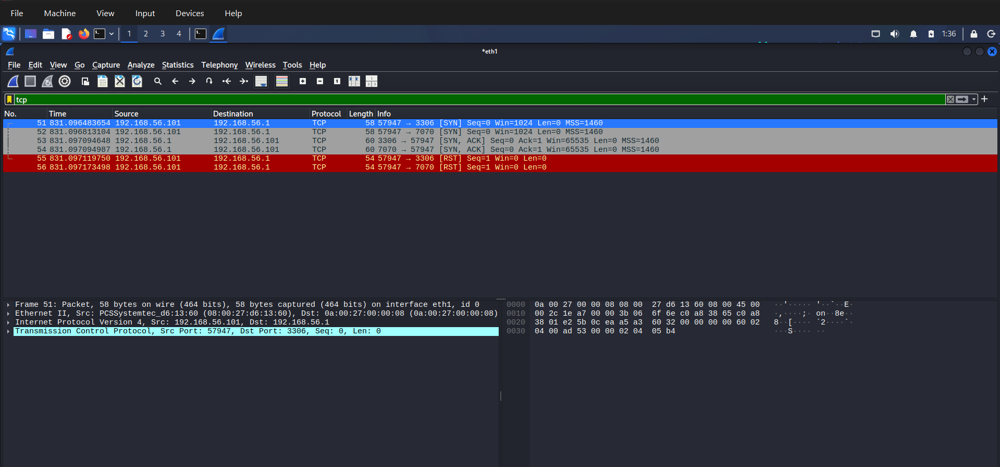 File Machine View Input Devices Help
1 2 3 4 1:36
*eth1
File Edit View Go Capture Analyze Statistics Telephony Wireless Tools Help
tcp
No. Time Source Destination Protocol Length Info
51 831.096483654 192.168.56.101 192.168.56.1 TCP 58 57947 → 3306 [SYN] Seq=0 Win=1024 Len=0 MSS=1460
52 831.096813104 192.168.56.101 192.168.56.1 TCP 58 57947 → 7070 [SYN] Seq=0 Win=1024 Len=0 MSS=1460
53 831.097094648 192.168.56.1 192.168.56.101 TCP 60 3306 → 57947 [SYN, ACK] Seq=0 Ack=1 Win=65535 Len=0 MSS=1460
54 831.097094987 192.168.56.1 192.168.56.101 TCP 60 7070 → 57947 [SYN, ACK] Seq=0 Ack=1 Win=65535 Len=0 MSS=1460
55 831.097119750 192.168.56.101 192.168.56.1 TCP 54 57947 → 3306 [RST] Seq=1 Win=0 Len=0
56 831.097173498 192.168.56.101 192.168.56.1 TCP 54 57947 → 7070 [RST] Seq=1 Win=0 Len=0
Frame 51: Packet, 58 bytes on wire (464 bits), 58 bytes captured (464 bits) on interface eth1, id 0
Ethernet II, Src: PCSSystemtec_d6:13:60 (08:00:27:d6:13:60), Dst: 0a:00:27:00:00:08 (0a:00:27:00:00:08)
Internet Protocol Version 4, Src: 192.168.56.101, Dst: 192.168.56.1
Transmission Control Protocol, Src Port: 57947, Dst Port: 3306, Seq: 0, Len: 0
0000 0a 00 27 00 00 08 08 00 27 d6 13 60 08 00 45 00 ··'····· '··`··E·
0010 00 2c 1e a7 00 00 3b 06 6f 6e c0 a8 38 65 c0 a8 ·,····;· on··8e··
0020 38 01 e2 5b 0c ea a5 a3 60 32 00 00 00 00 60 02 8··[···· `2····`·
0030 04 00 ad 53 00 00 02 04 05 b4 ···S···· ··